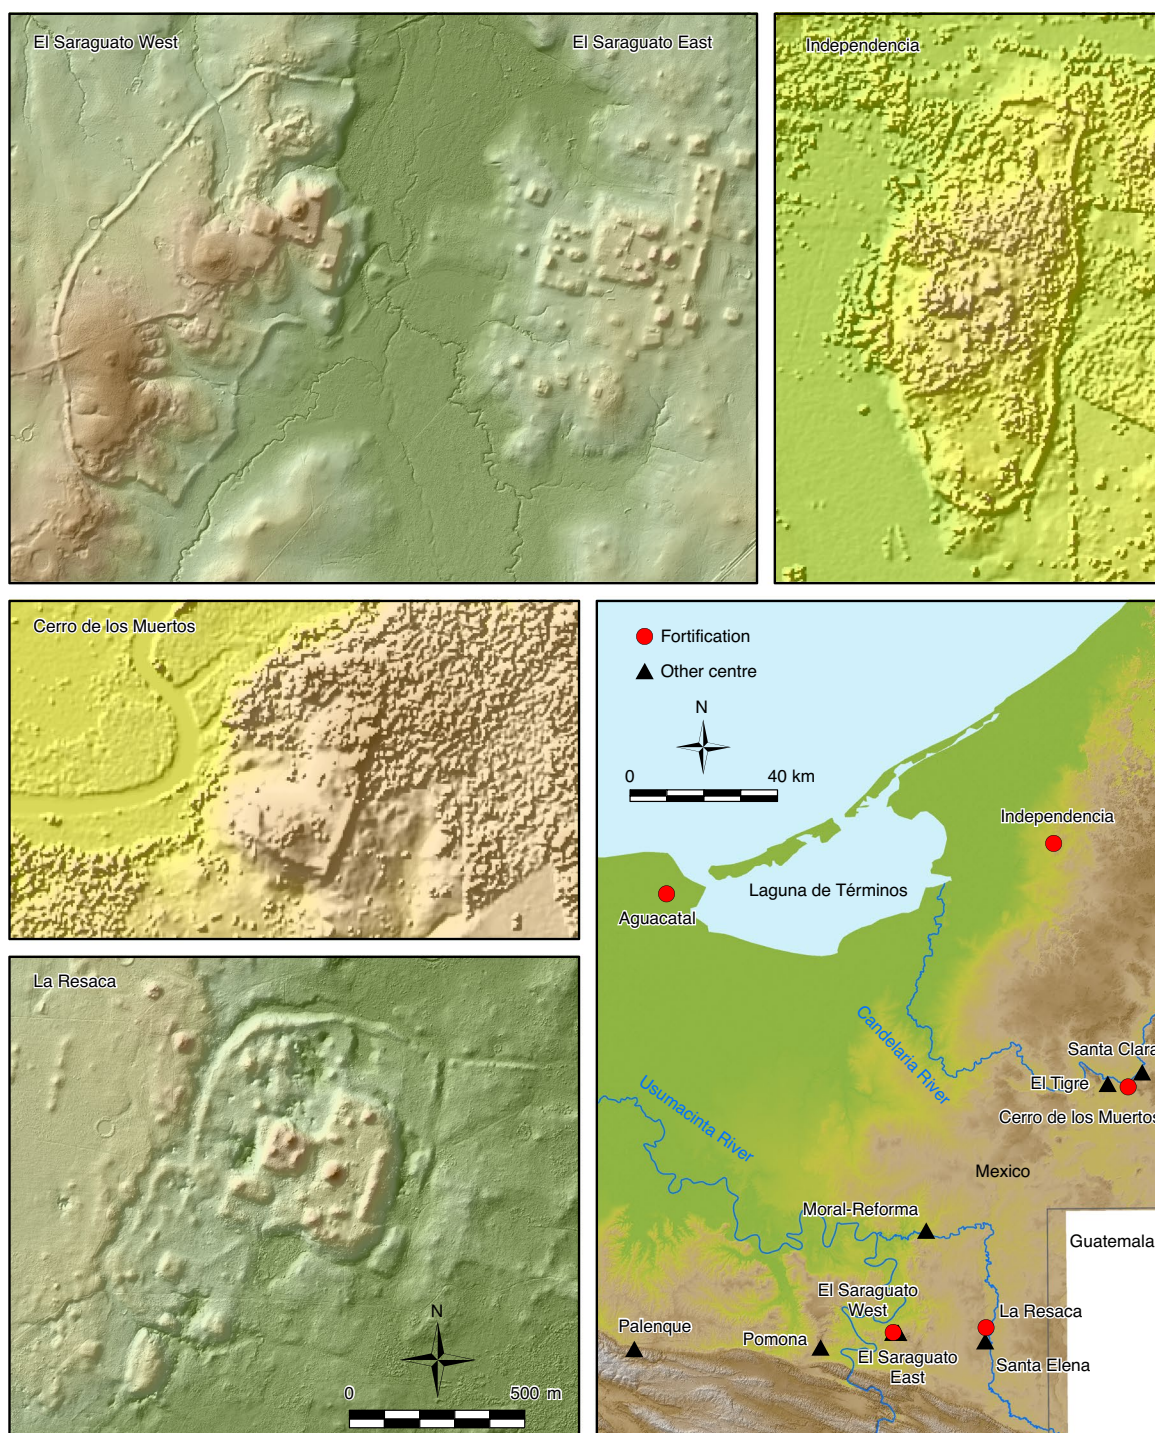 El Saraguato West
El Saraguato East
Independencia
Cerro de los Muertos
La Resaca
N
0
500 m
Fortification
Other centre
N
0
40 km
Independencia
Laguna de Términos
Aguacatal
Candelaria River
Santa Clara
El Tigre
Cerro de los Muertos
Usumacinta River
Mexico
Moral-Reforma
Guatemala
El Saraguato
West
La Resaca
Palenque
Pomona
El Saraguato
East
Santa Elena